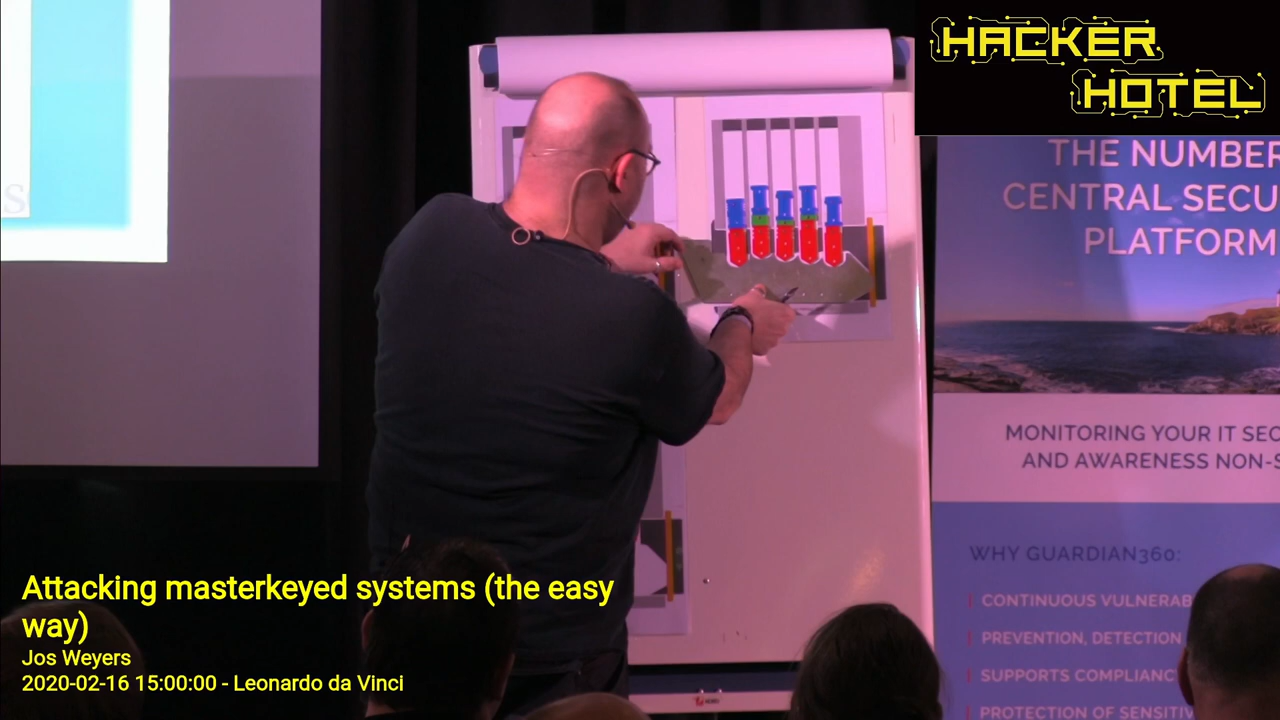 HACKER
HOTEL
THE NUMBER
CENTRAL SECU
PLATFORM
S
MONITORING YOUR IT SEC
AND AWARENESS NON-S
WHY GUARDIAN360:
CONTINUOUS VULNERAB
PREVENTION, DETECTION
SUPPORTS COMPLIANC
PROTECTION OF SENSITIV
Attacking masterkeyed systems (the easy
way)
Jos Weyers
2020-02-16 15:00:00 - Leonardo da Vinci